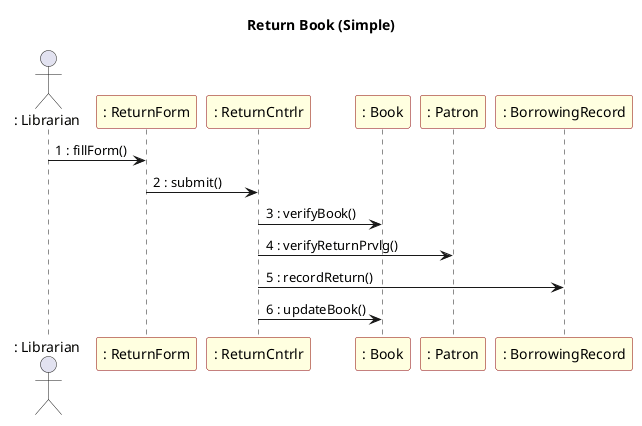 Return Book (Simple)
: Librarian
: ReturnForm
: ReturnCntrlr
: Book
: Patron
: BorrowingRecord
1 : fillForm()
2 : submit()
3 : verifyBook()
4 : verifyReturnPrvlg()
5 : recordReturn()
6 : updateBook()
: Librarian
: ReturnForm
: ReturnCntrlr
: Book
: Patron
: BorrowingRecord